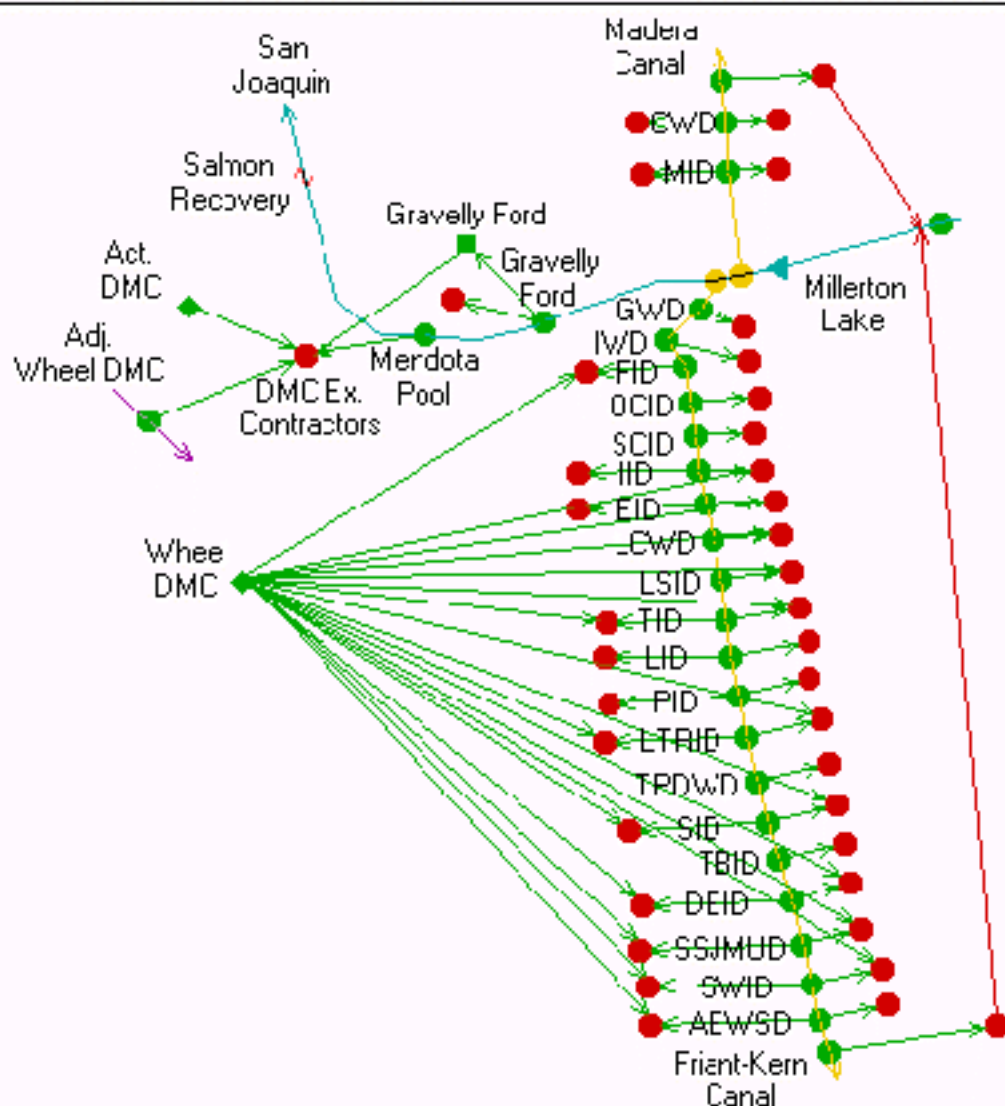 San
Joaquin
Salmon
Recovery
Act.
DMC
Adj.
Wheel DMC
Gravelly Ford
Gravelly
Ford
DMC Ex.
Contractors
Merdota
Pool
Whee
DMC
Madera
Canal
CWD
MID
Millerton
Lake
GWD
IWD
FID
OCID
SCID
IID
EID
LCWD
LSID
TID
LID
PID
LTRID
TPDWD
SID
TBID
DEID
SSJMUD
SWID
AEWSD
Friant-Kern
Canal